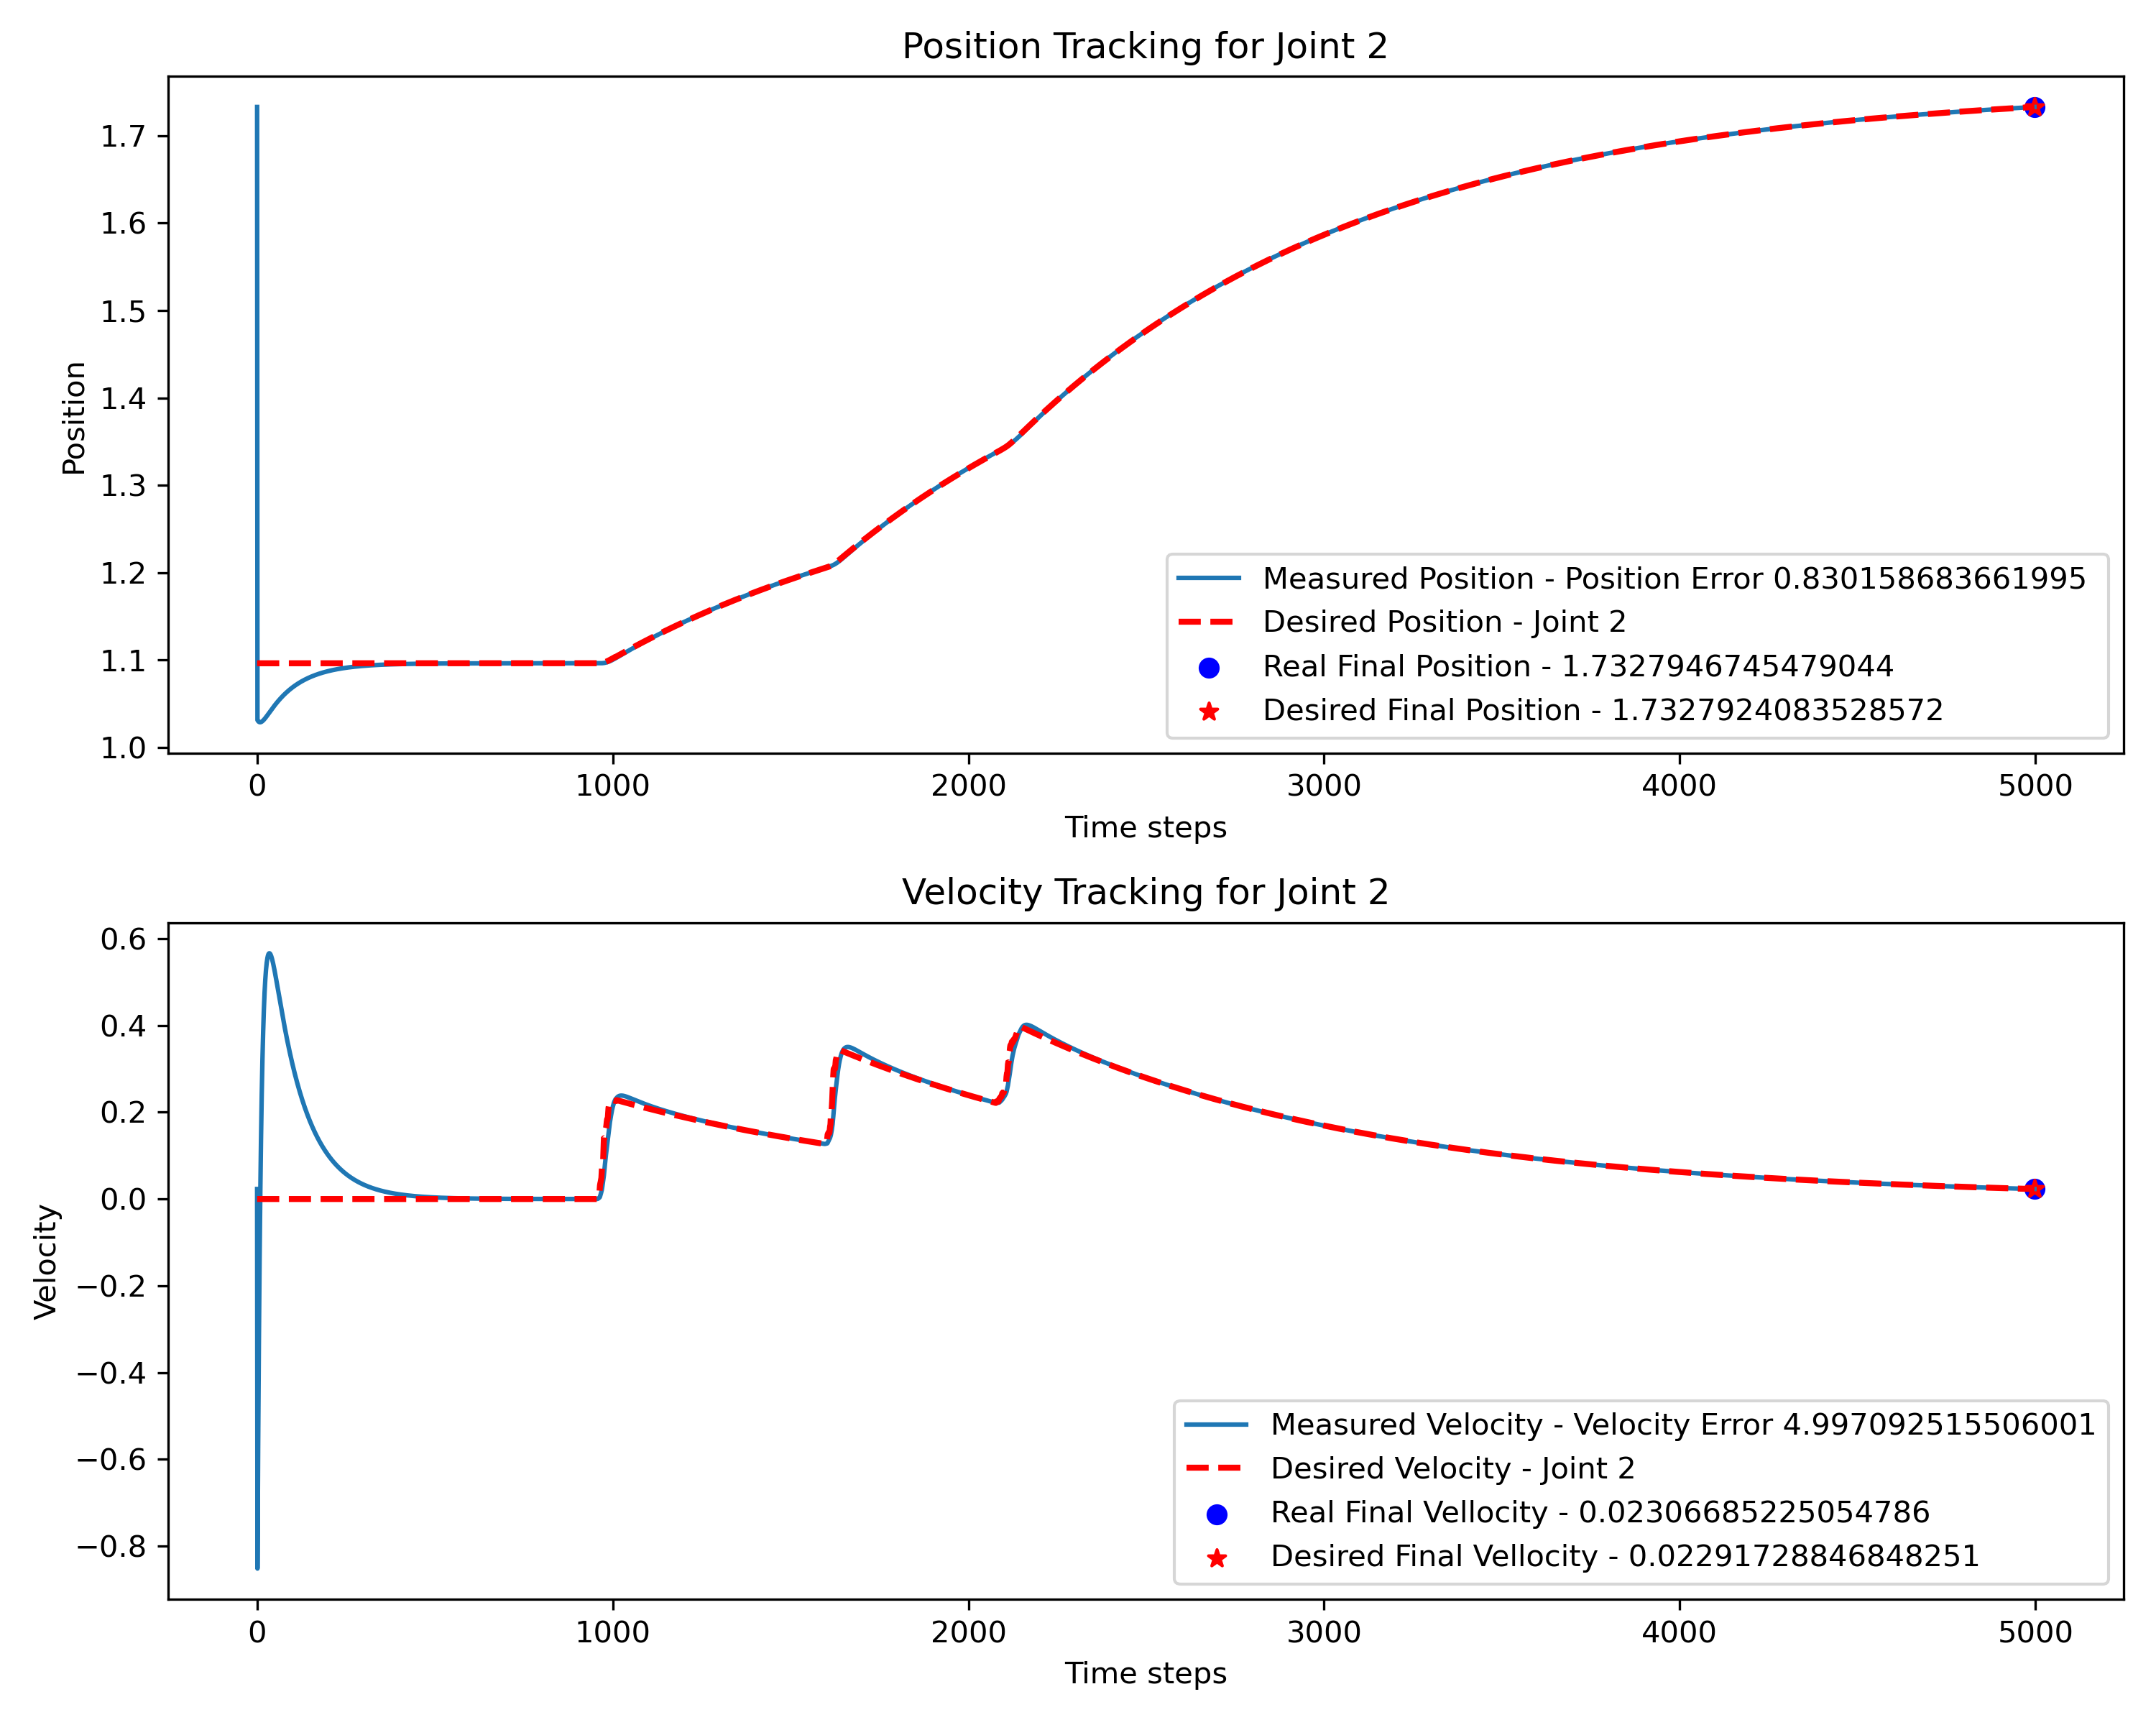 Position Tracking for Joint 2
Position
1.7
1.6
1.5
1.4
1.3
1.2
1.1
1.0
Measured Position - Position Error 0.830158683661995
Desired Position - Joint 2
Real Final Position - 1.7327946745479044
Desired Final Position - 1.7327924083528572
0 1000 2000 3000 4000 5000
Time steps
Velocity Tracking for Joint 2
Velocity
0.6
0.4
0.2
0.0
−0.2
−0.4
−0.6
−0.8
Measured Velocity - Velocity Error 4.997092515506001
Desired Velocity - Joint 2
Real Final Vellocity - 0.02306685225054786
Desired Final Vellocity - 0.02291728846848251
0 1000 2000 3000 4000 5000
Time steps